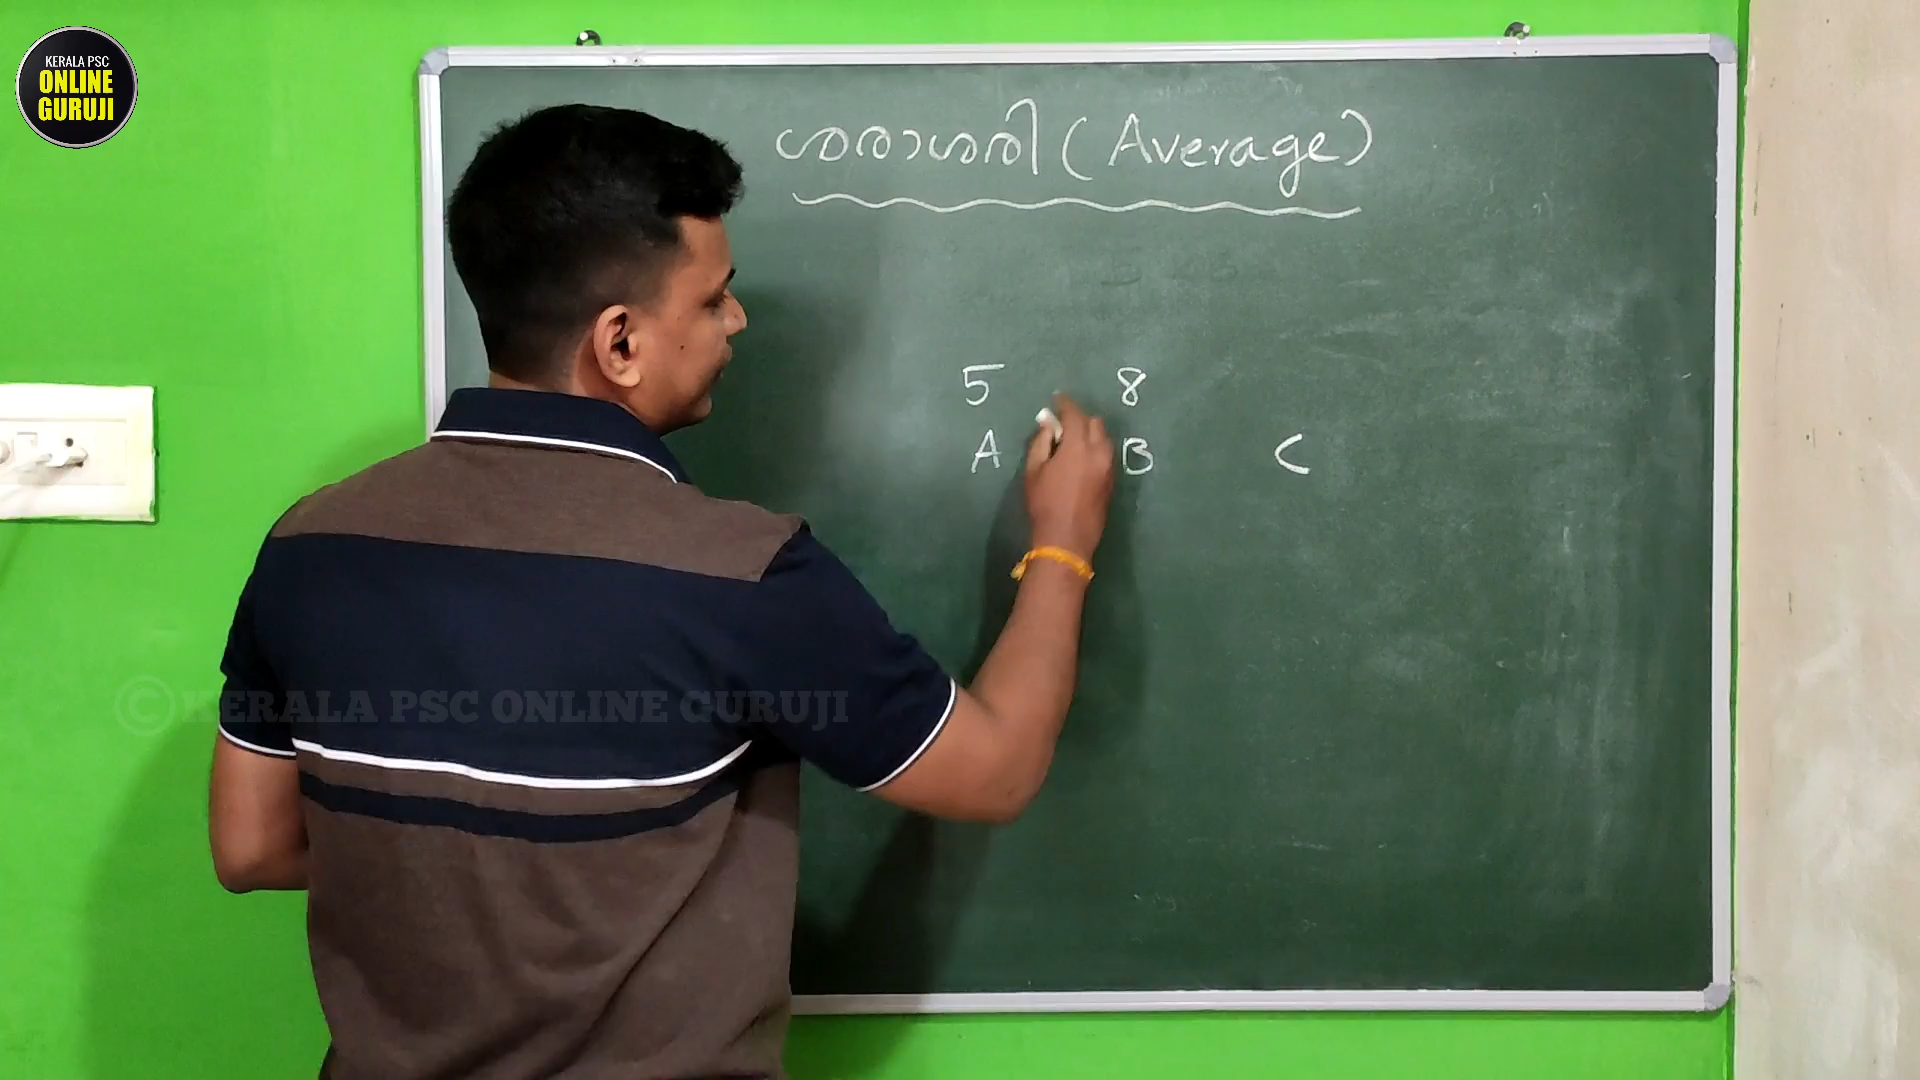 KERALA PSC
ONLINE
GURUJI
ശരാശരി (Average)
5 8
A B C
© KERALA PSC ONLINE GURUJI